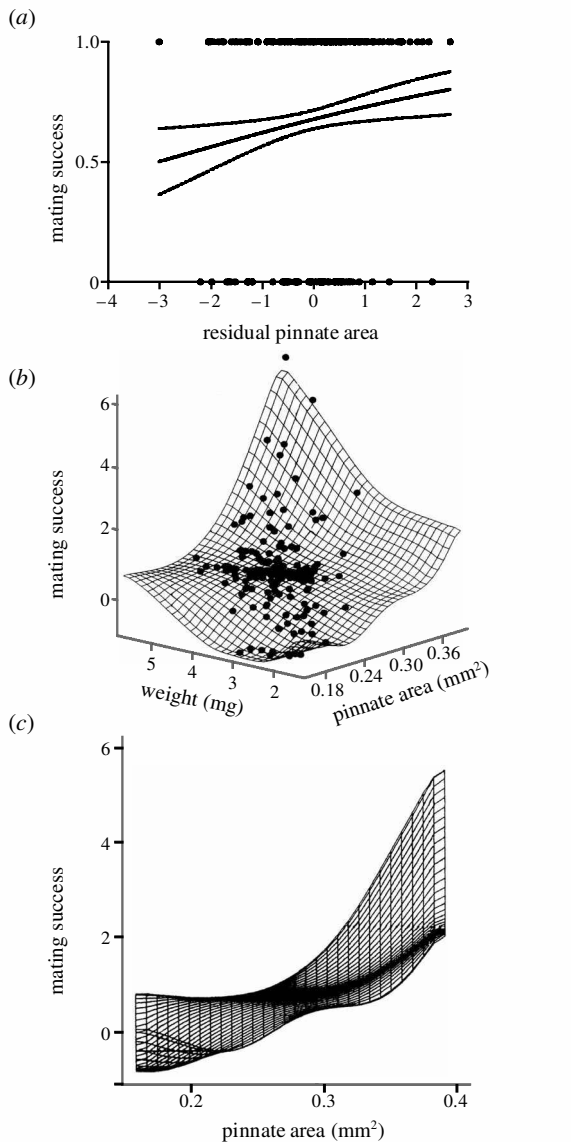 (a)
1.0
0.5
0
mating success
−4 −3 −2 −1 0 1 2 3
residual pinnate area
(b)
6
4
2
0
mating success
5 4 3 2
weight (mg)
0.18 0.24 0.30 0.36
pinnate area (mm²)
(c)
6
4
2
0
mating success
0.2 0.3 0.4
pinnate area (mm²)